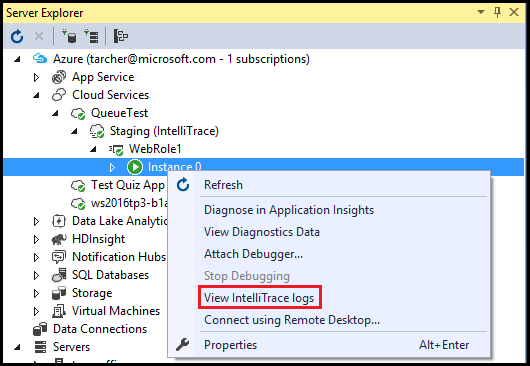 Server Explorer
Azure (tarcher@microsoft.com - 1 subscriptions)
App Service
Cloud Services
QueueTest
Staging (IntelliTrace)
WebRole1
Instance 0
Test Quiz App
ws2016tp3-b1a
Data Lake Analytic
HDInsight
Notification Hubs
SQL Databases
Storage
Virtual Machines
Data Connections
Servers
Refresh
Diagnose in Application Insights
View Diagnostics Data
Attach Debugger...
Stop Debugging
View IntelliTrace logs
Connect using Remote Desktop...
Properties Alt+Enter